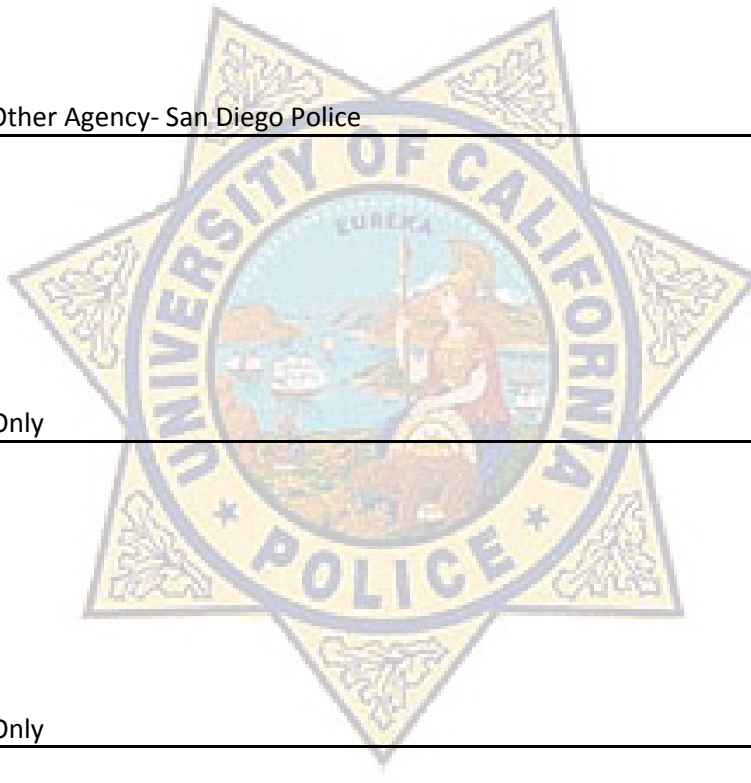 Other Agency- San Diego Police
UNIVERSITY OF CALIFORNIA
EUREKA
Only
POLICE
Only